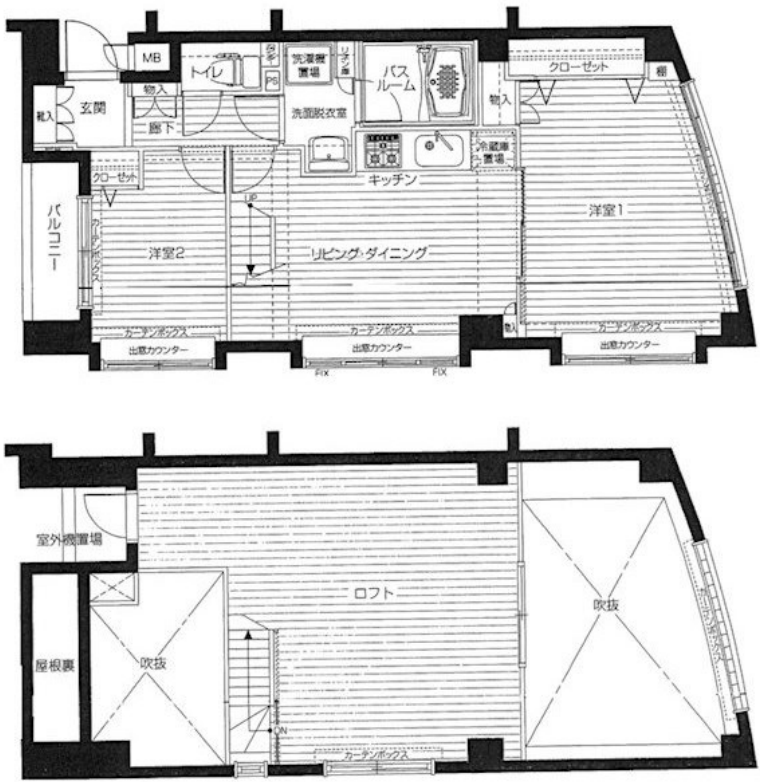 MB
トイレ
PS
洗濯機
置場
リネン庫
バス
ルーム
物入
クローゼット
棚
靴入
玄関
物入
廊下
洗面脱衣室
冷蔵庫
置場
キッチン
クローゼット
バルコニー
カーテンボックス
洋室2
UP
リビング・ダイニング
洋室1
物入
カーテンボックス
出窓カウンター
カーテンボックス
出窓カウンター
カーテンボックス
出窓カウンター
FIX
FIX
室外機置場
ロフト
吹抜
カーテンボックス
屋根裏
吹抜
DN
カーテンボックス